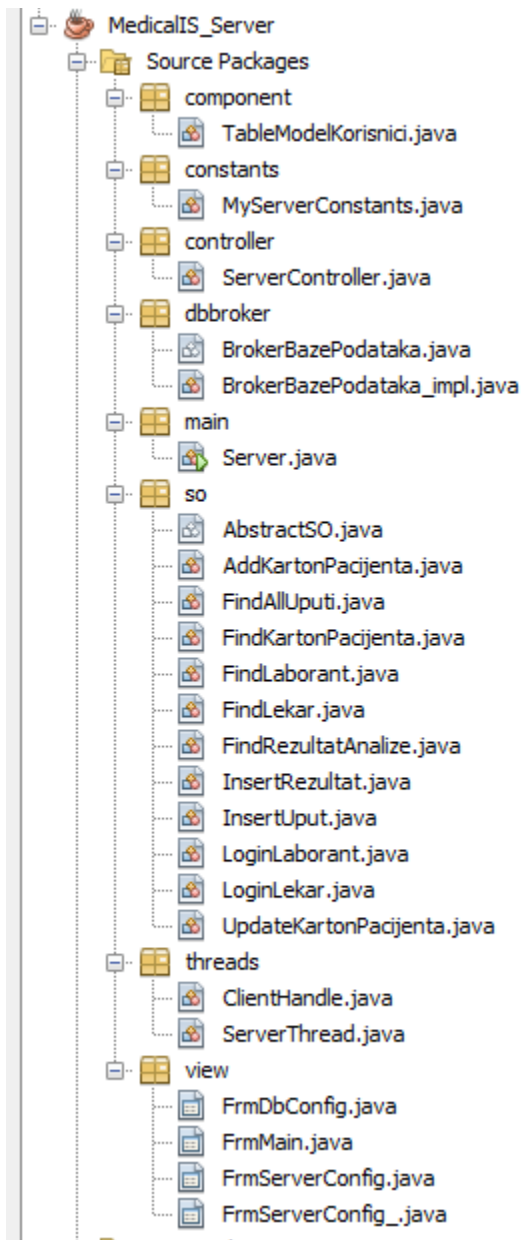 MedicalIS_Server
Source Packages
component
TableModelKorisnici.java
constants
MyServerConstants.java
controller
ServerController.java
dbbroker
BrokerBazePodataka.java
BrokerBazePodataka_impl.java
main
Server.java
so
AbstractSO.java
AddKartonPacijenta.java
FindAllUputi.java
FindKartonPacijenta.java
FindLaborant.java
FindLekar.java
FindRezultatAnalize.java
InsertRezultat.java
InsertUput.java
LoginLaborant.java
LoginLekar.java
UpdateKartonPacijenta.java
threads
ClientHandle.java
ServerThread.java
view
FrmDbConfig.java
FrmMain.java
FrmServerConfig.java
FrmServerConfig_.java